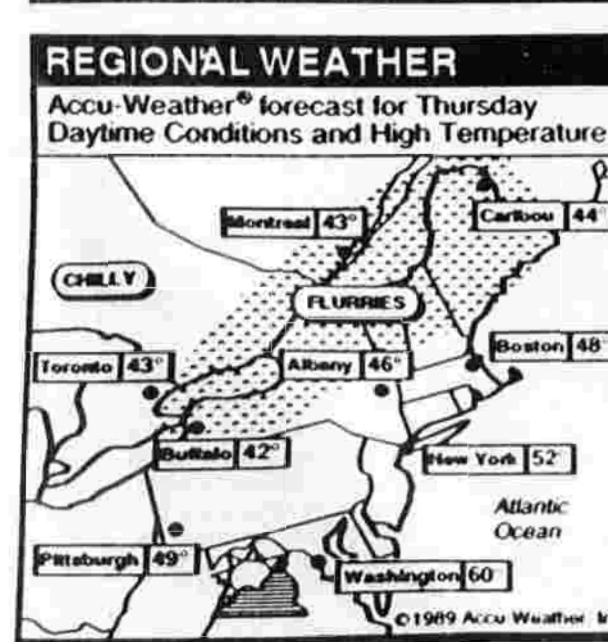 REGIONAL WEATHER
Accu-Weather® forecast for Thursday
Daytime Conditions and High Temperature
Montreal 43°
Caribou 44°
CHILLY
FLURRIES
Toronto 43°
Albany 46°
Boston 48°
Buffalo 42°
New York 52°
Atlantic
Ocean
Pittsburgh 49°
Washington 60°
©1989 Accu Weather